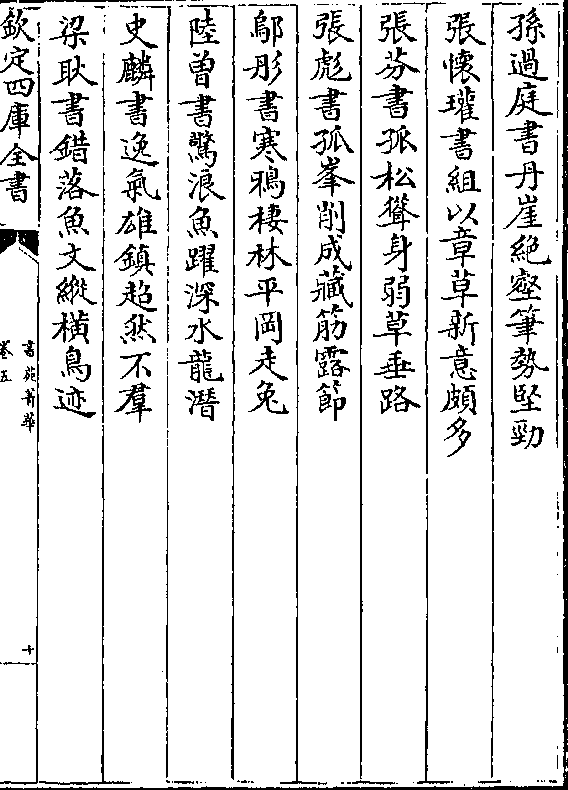 孫過庭書丹崖絶壑筆勢堅勁
張懷瓘書組以章草新意頗多
張芬書孤松聳身弱草垂路
張彪書孤峯削成藏筋露節
鄔彤書寒鴉棲林平岡走兔
陸曽書驚浪魚躍深水龍潛
史麟書逸氣雄鎮超然不羣
梁耿書錯落魚文縱横鳥迹
欽定四庫全書
書苑菁華
卷五
十